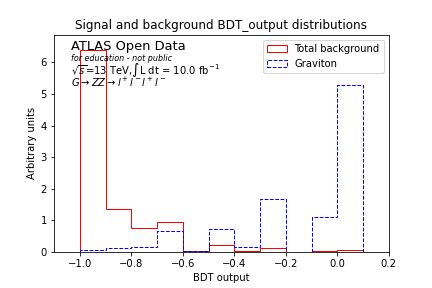 Signal and background BDT_output distributions
ATLAS Open Data
for education - not public
√s=13 TeV,∫L dt = 10.0 fb⁻¹
G → ZZ → l⁺l⁻l⁺l⁻
Total background
Graviton
Arbitrary units
6
5
4
3
2
1
0
−1.0 −0.8 −0.6 −0.4 −0.2 0.0 0.2
BDT output